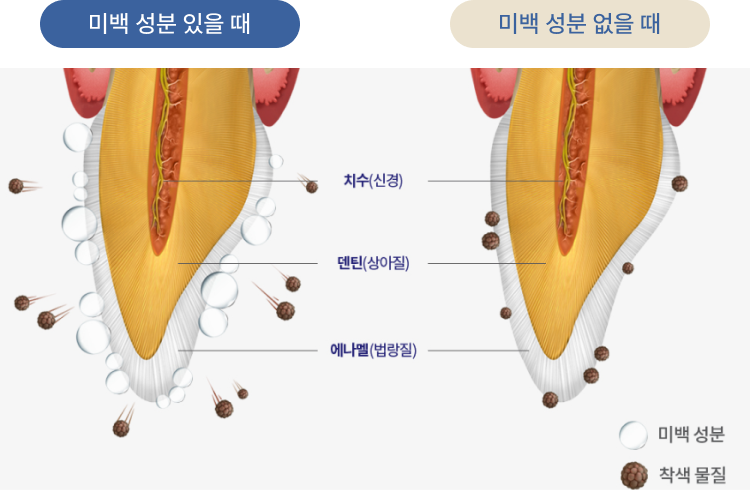 미백 성분 있을 때
미백 성분 없을 때
치수(신경)
덴틴(상아질)
에나멜(법랑질)
미백 성분
착색 물질